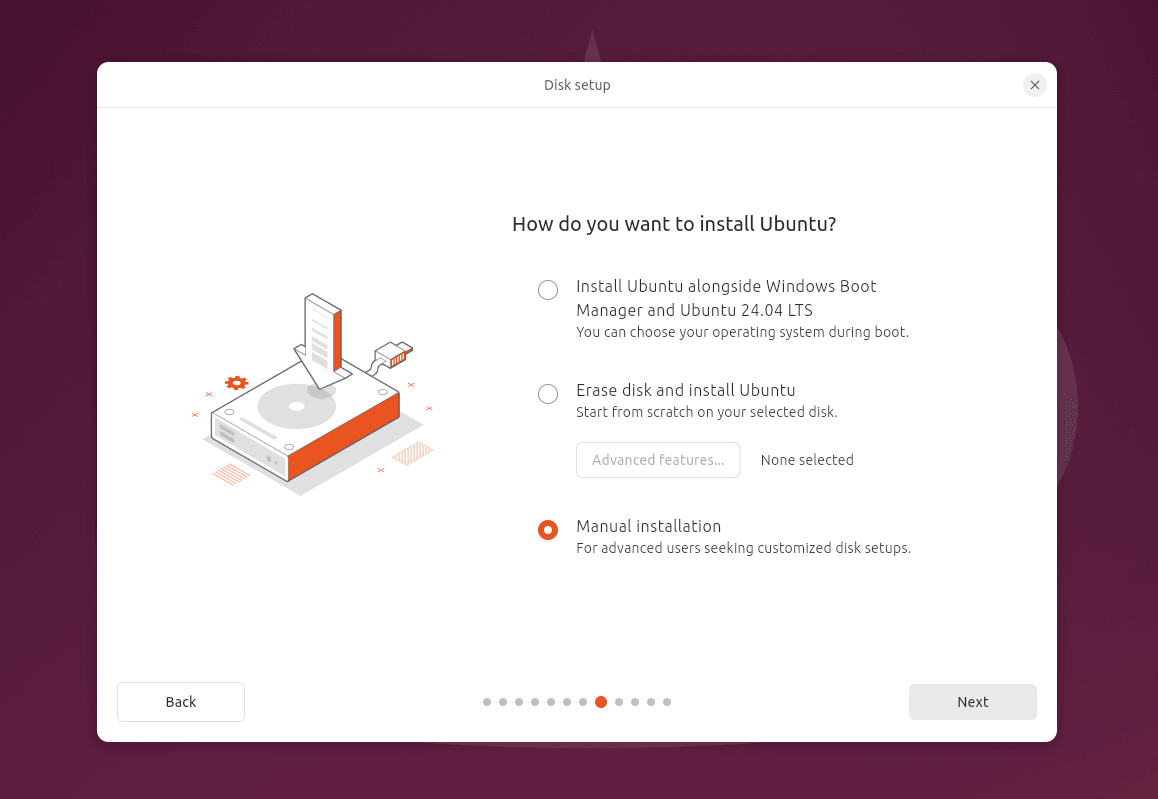 Disk setup
How do you want to install Ubuntu?
Install Ubuntu alongside Windows Boot
Manager and Ubuntu 24.04 LTS
You can choose your operating system during boot.
Erase disk and install Ubuntu
Start from scratch on your selected disk.
Advanced features... None selected
Manual installation
For advanced users seeking customized disk setups.
Back Next